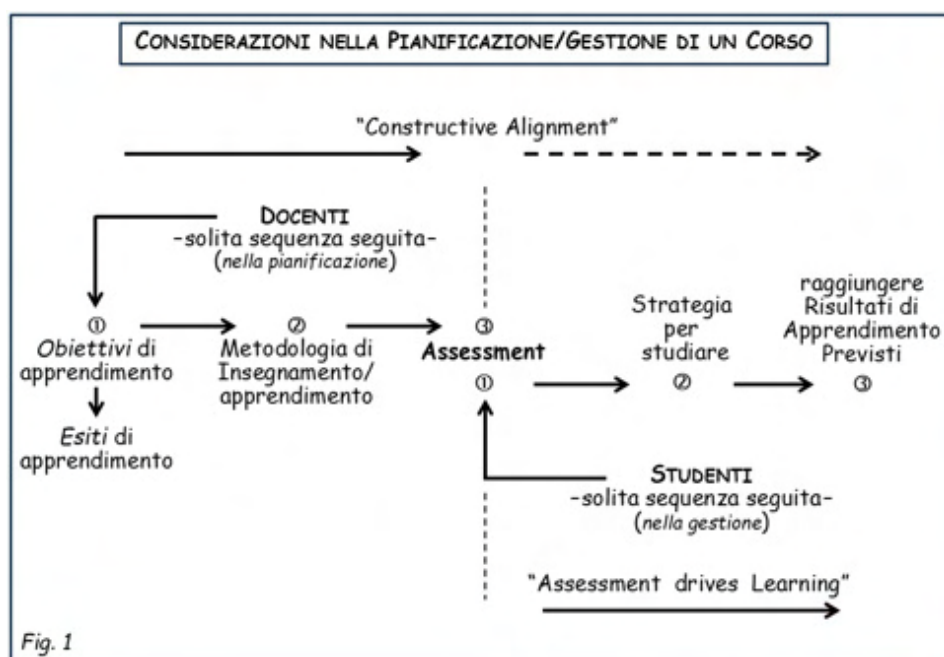 CONSIDERAZIONI NELLA PIANIFICAZIONE/GESTIONE DI UN CORSO
"Constructive Alignment"
DOCENTI
-solita sequenza seguita-
(nella pianificazione)
①
Obiettivi di
apprendimento
Esiti di
apprendimento
②
Metodologia di
Insegnamento/
apprendimento
③
Assessment
①
Strategia
per
studiare
②
raggiungere
Risultati di
Apprendimento
Previsti
③
STUDENTI
-solita sequenza seguita-
(nella gestione)
"Assessment drives Learning"
Fig. 1